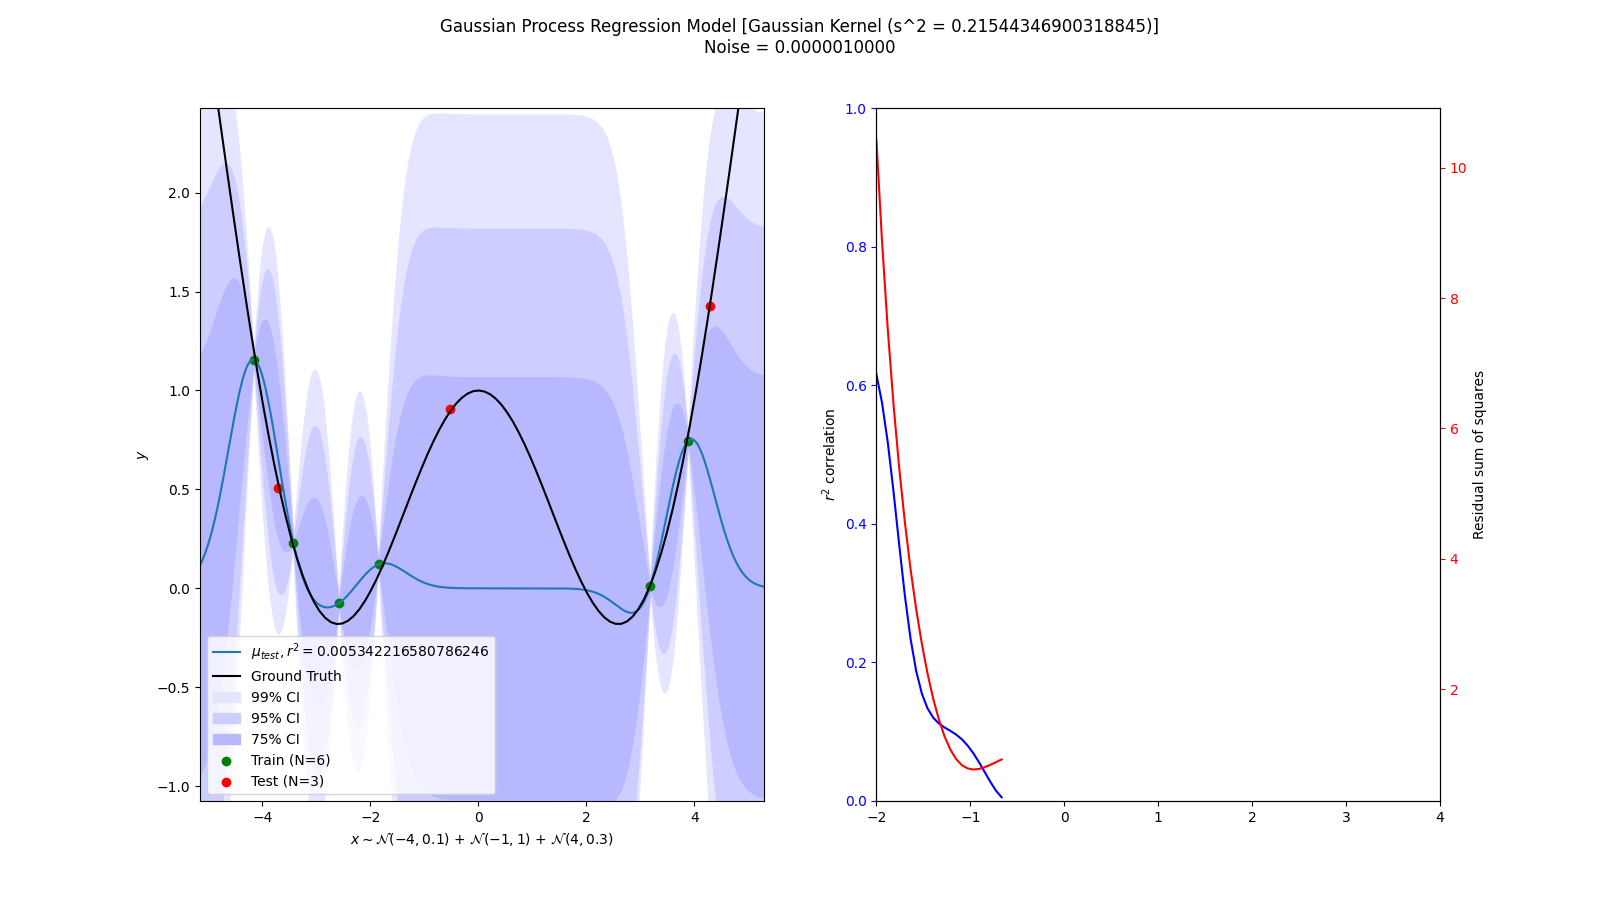 Gaussian Process Regression Model [Gaussian Kernel (s^2 = 0.21544346900318845)]
Noise = 0.0000010000
2.0
1.5
1.0
0.5
0.0
−0.5
−1.0
y
−4
−2
0
2
4
x ∼ 𝒩(−4, 0.1) + 𝒩(−1, 1) + 𝒩(4, 0.3)
μ_test, r² = 0.005342216580786246
Ground Truth
99% CI
95% CI
75% CI
Train (N=6)
Test (N=3)
1.0
0.8
0.6
0.4
0.2
0.0
r² correlation
−2
−1
0
1
2
3
4
10
8
6
4
2
Residual sum of squares